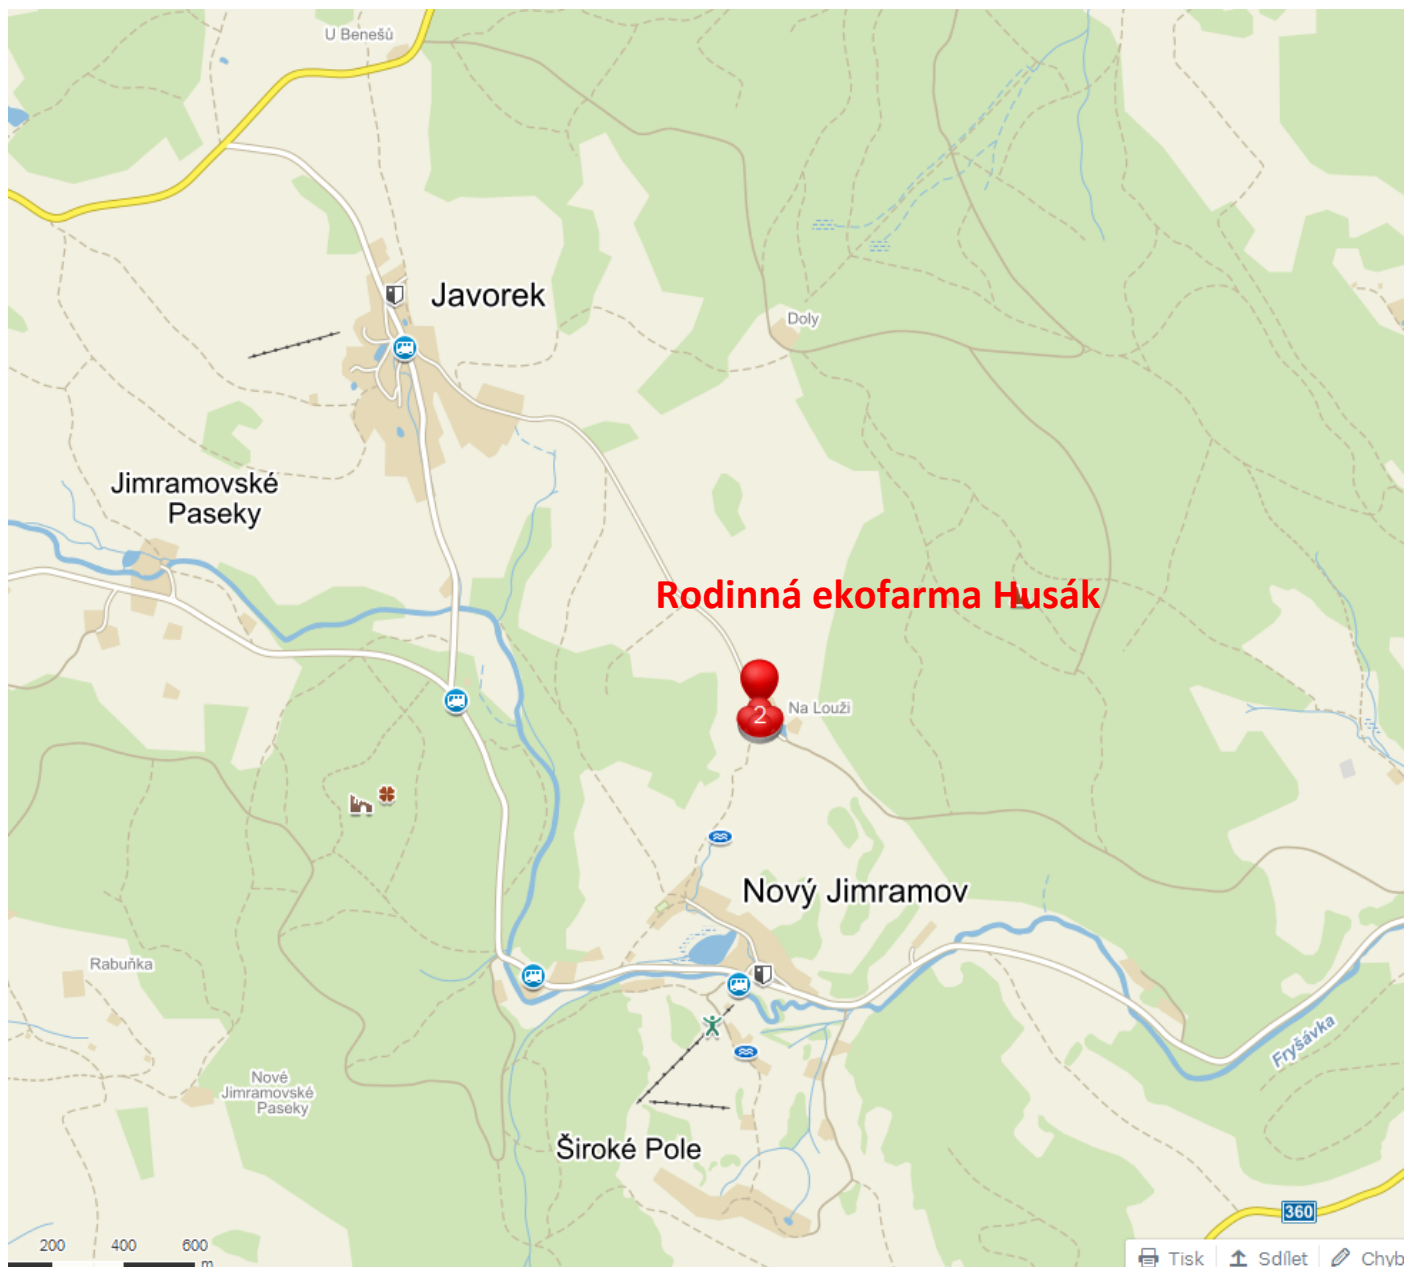 U Benešů
Javorek
Doly
Jimramovské
Paseky
Rodinná ekofarma Husák
2
Na Louži
Nový Jimramov
Rabuňka
Fryšávka
Nové
Jimramovské
Paseky
Široké Pole
360
200 400 600
m
Tisk Sdílet Chyb